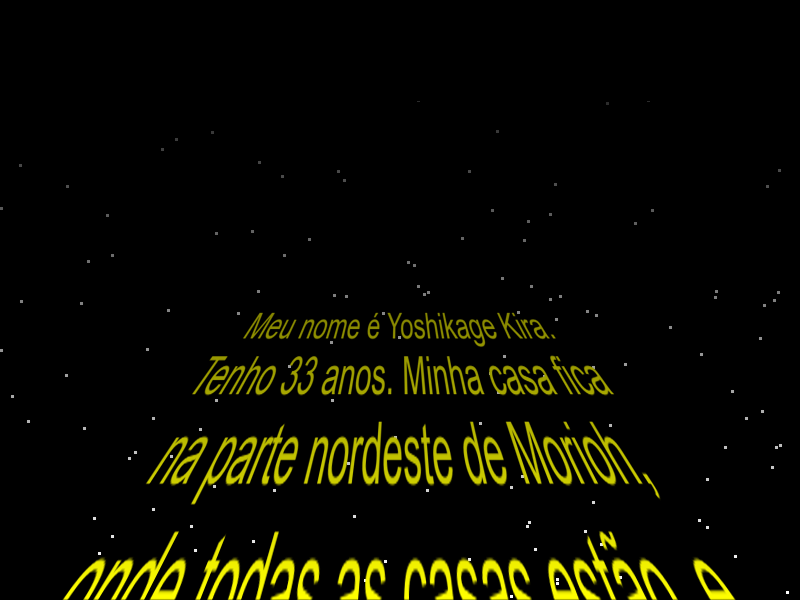 Meu nome é Yoshikage Kira.
Tenho 33 anos. Minha casa fica
na parte nordeste de Morioh,
onde todas as casas estão, e